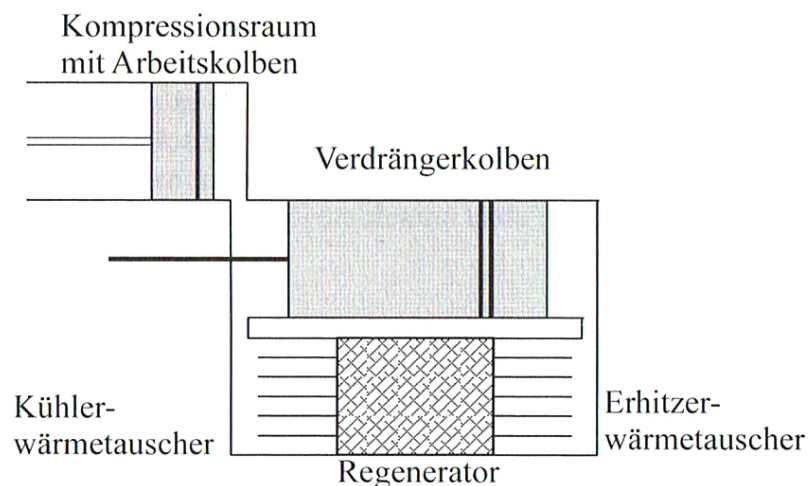 Kompressionsraum
mit Arbeitskolben
Verdrängerkolben
Kühler-
wärmetauscher
Erhitzer-
wärmetauscher
Regenerator